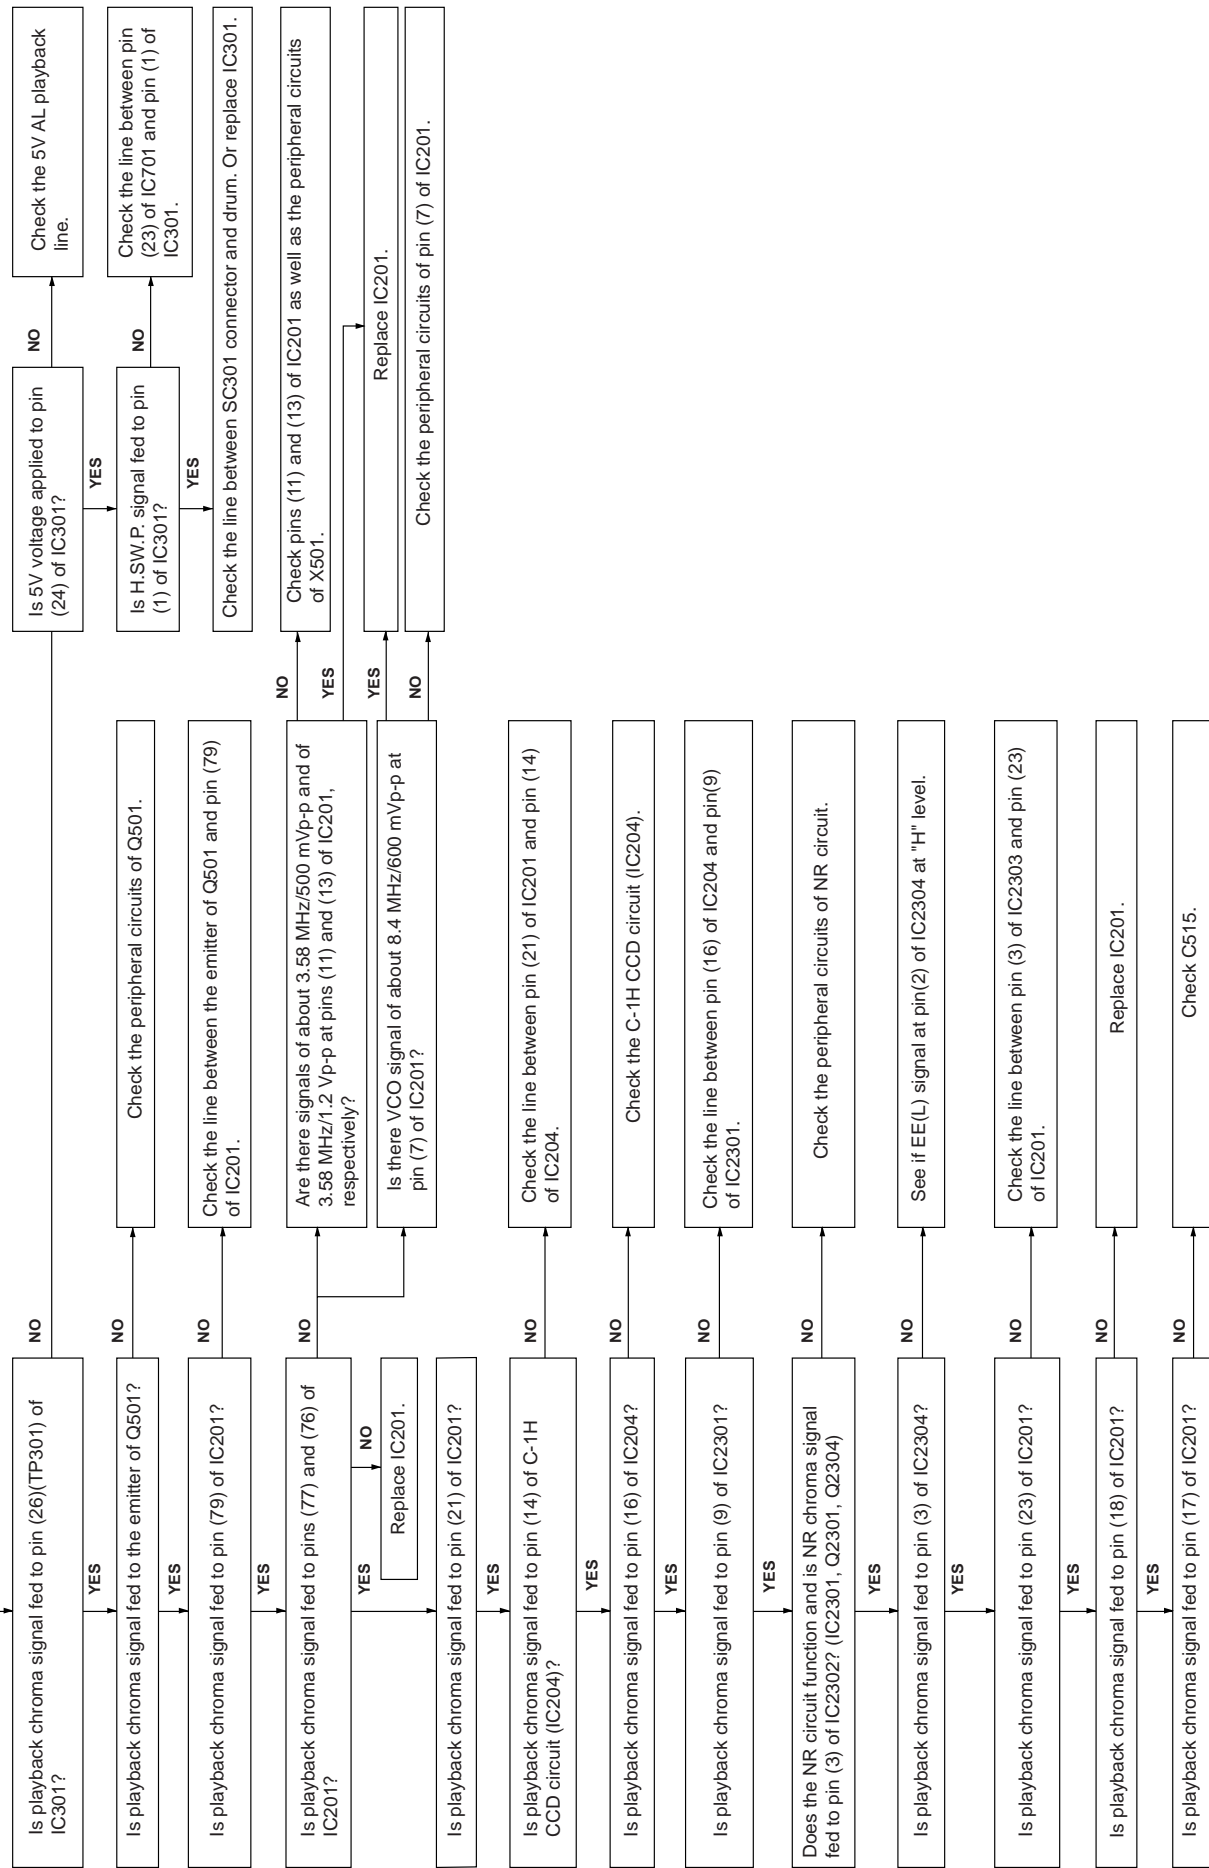 Is playback chroma signal fed to pin (26)(TP301) of
IC301?
NO
Is 5V voltage applied to pin
(24) of IC301?
NO
Check the 5V AL playback
line.
YES
Is H.SW.P. signal fed to pin
(1) of IC301?
NO
Check the line between pin
(23) of IC701 and pin (1) of
IC301.
YES
Check the line between SC301 connector and drum. Or replace IC301.
YES
Is playback chroma signal fed to the emitter of Q501?
NO
Check the peripheral circuits of Q501.
YES
Is playback chroma signal fed to pin (79) of IC201?
NO
Check the line between the emitter of Q501 and pin (79)
of IC201.
YES
Is playback chroma signal fed to pins (77) and (76) of
IC201?
NO
Are there signals of about 3.58 MHz/500 mVp-p and of
3.58 MHz/1.2 Vp-p at pins (11) and (13) of IC201,
respectively?
NO
Check pins (11) and (13) of IC201 as well as the peripheral circuits
of X501.
YES
Is there VCO signal of about 8.4 MHz/600 mVp-p at
pin (7) of IC201?
YES
Replace IC201.
NO
Check the peripheral circuits of pin (7) of IC201.
YES
NO
Replace IC201.
Is playback chroma signal fed to pin (21) of IC201?
YES
Is playback chroma signal fed to pin (14) of C-1H
CCD circuit (IC204)?
NO
Check the line between pin (21) of IC201 and pin (14)
of IC204.
YES
Is playback chroma signal fed to pin (16) of IC204?
NO
Check the C-1H CCD circuit (IC204).
YES
Is playback chroma signal fed to pin (9) of IC2301?
NO
Check the line between pin (16) of IC204 and pin(9)
of IC2301.
YES
Does the NR circuit function and is NR chroma signal
fed to pin (3) of IC2302? (IC2301, Q2301, Q2304)
NO
Check the peripheral circuits of NR circuit.
YES
Is playback chroma signal fed to pin (3) of IC2304?
NO
See if EE(L) signal at pin(2) of IC2304 at "H" level.
YES
Is playback chroma signal fed to pin (23) of IC201?
NO
Check the line between pin (3) of IC2303 and pin (23)
of IC201.
YES
Is playback chroma signal fed to pin (18) of IC201?
NO
Replace IC201.
YES
Is playback chroma signal fed to pin (17) of IC201?
NO
Check C515.